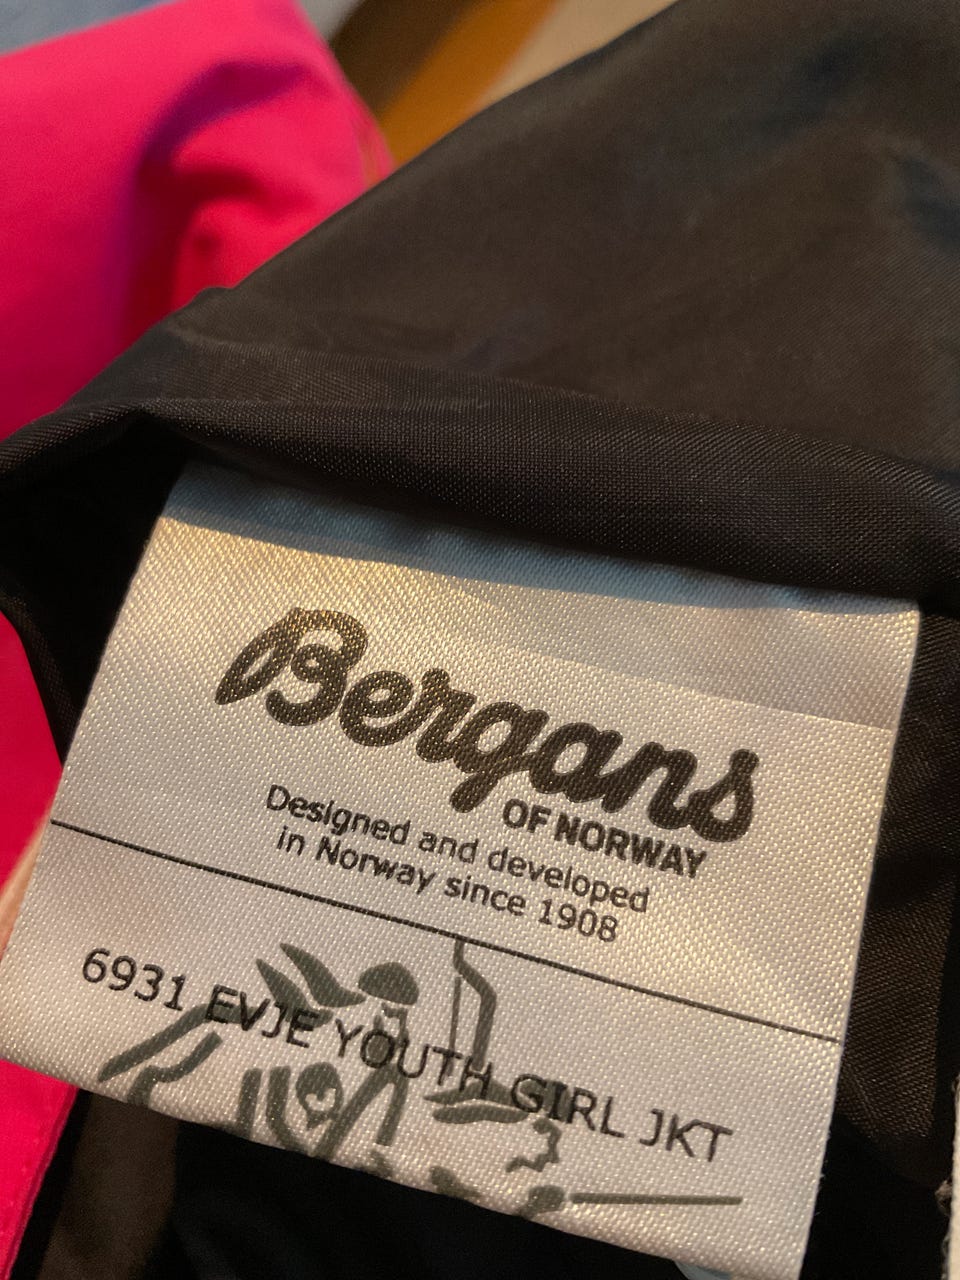 Bergans
OF NORWAY
Designed and developed
in Norway since 1908
6931 EVJE YOUTH GIRL JKT